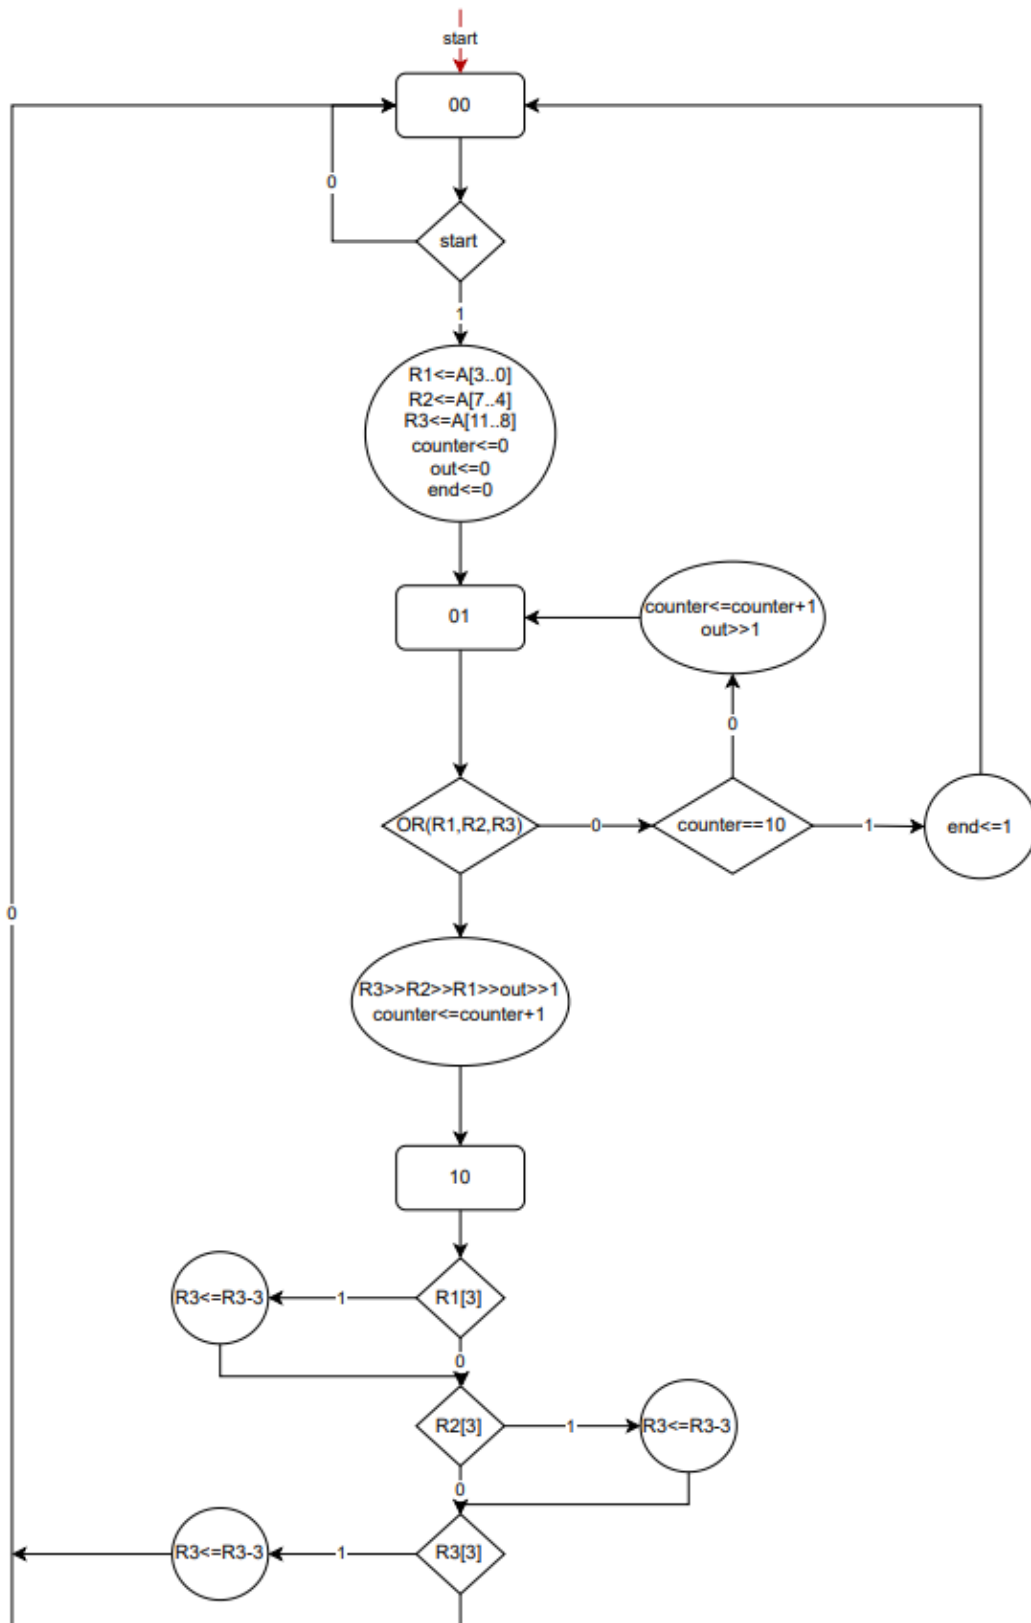 start
00
0
start
1
R1<=A[3..0]
R2<=A[7..4]
R3<=A[11..8]
counter<=0
out<=0
end<=0
01
counter<=counter+1
out>>1
0
OR(R1,R2,R3)
0
counter==10
1
end<=1
0
R3>>R2>>R1>>out>>1
counter<=counter+1
10
R3<=R3-3
1
R1[3]
0
R2[3]
1
R3<=R3-3
0
R3<=R3-3
1
R3[3]